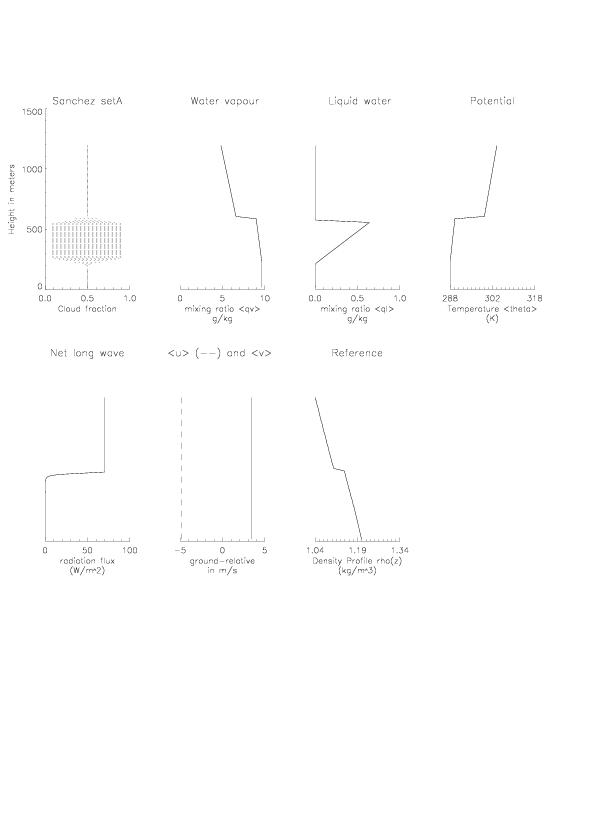 Sanchez setA
Water vapour
Liquid water
Potential
1500
1000
500
0
Height in meters
0.0 0.5 1.0
Cloud fraction
0 5 10
mixing ratio <qv>
g/kg
0.0 0.5 1.0
mixing ratio <ql>
g/kg
288 302 318
Temperature <theta>
(K)
Net long wave
<u> (--) and <v>
Reference
0 50 100
radiation flux
(W/m^2)
-5 0 5
ground-relative
in m/s
1.04 1.19 1.34
Density Profile rho(z)
(kg/m^3)